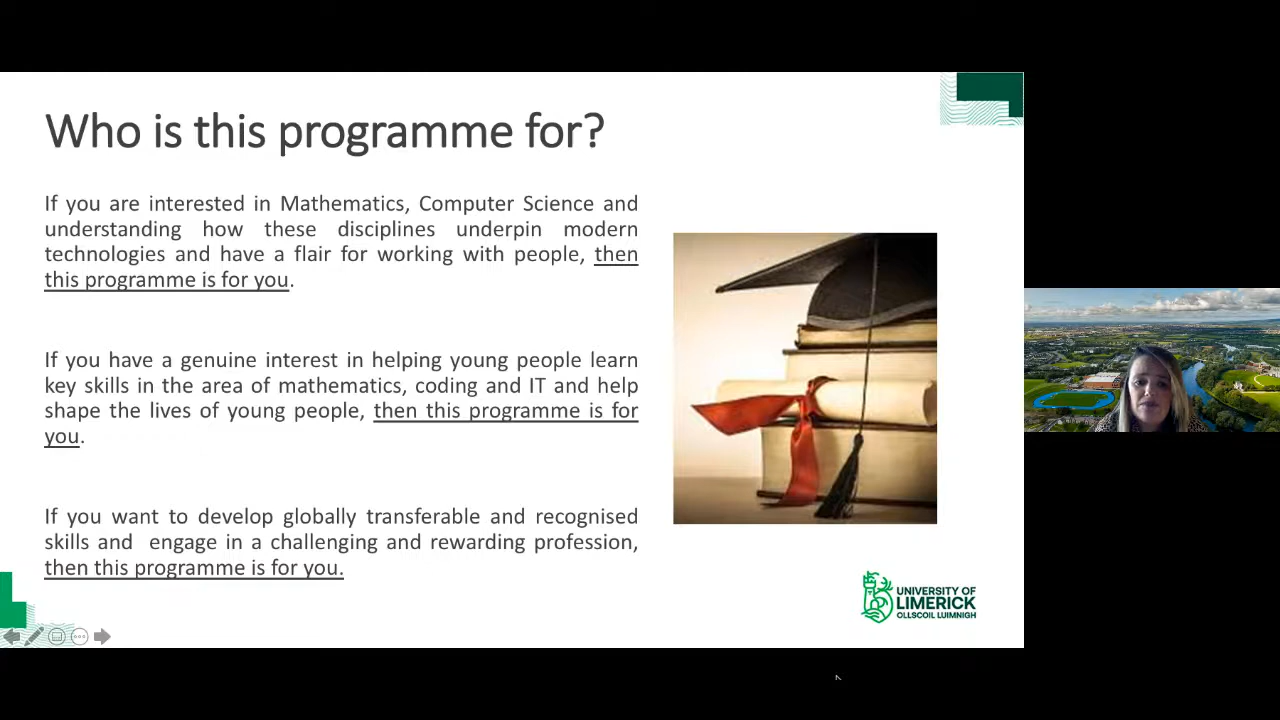 Who is this programme for?
If you are interested in Mathematics, Computer Science and
understanding how these disciplines underpin modern
technologies and have a flair for working with people, then
this programme is for you.
If you have a genuine interest in helping young people learn
key skills in the area of mathematics, coding and IT and help
shape the lives of young people, then this programme is for
you.
If you want to develop globally transferable and recognised
skills and engage in a challenging and rewarding profession,
then this programme is for you.
UNIVERSITY OF
LIMERICK
OLLSCOIL LUIMNIGH